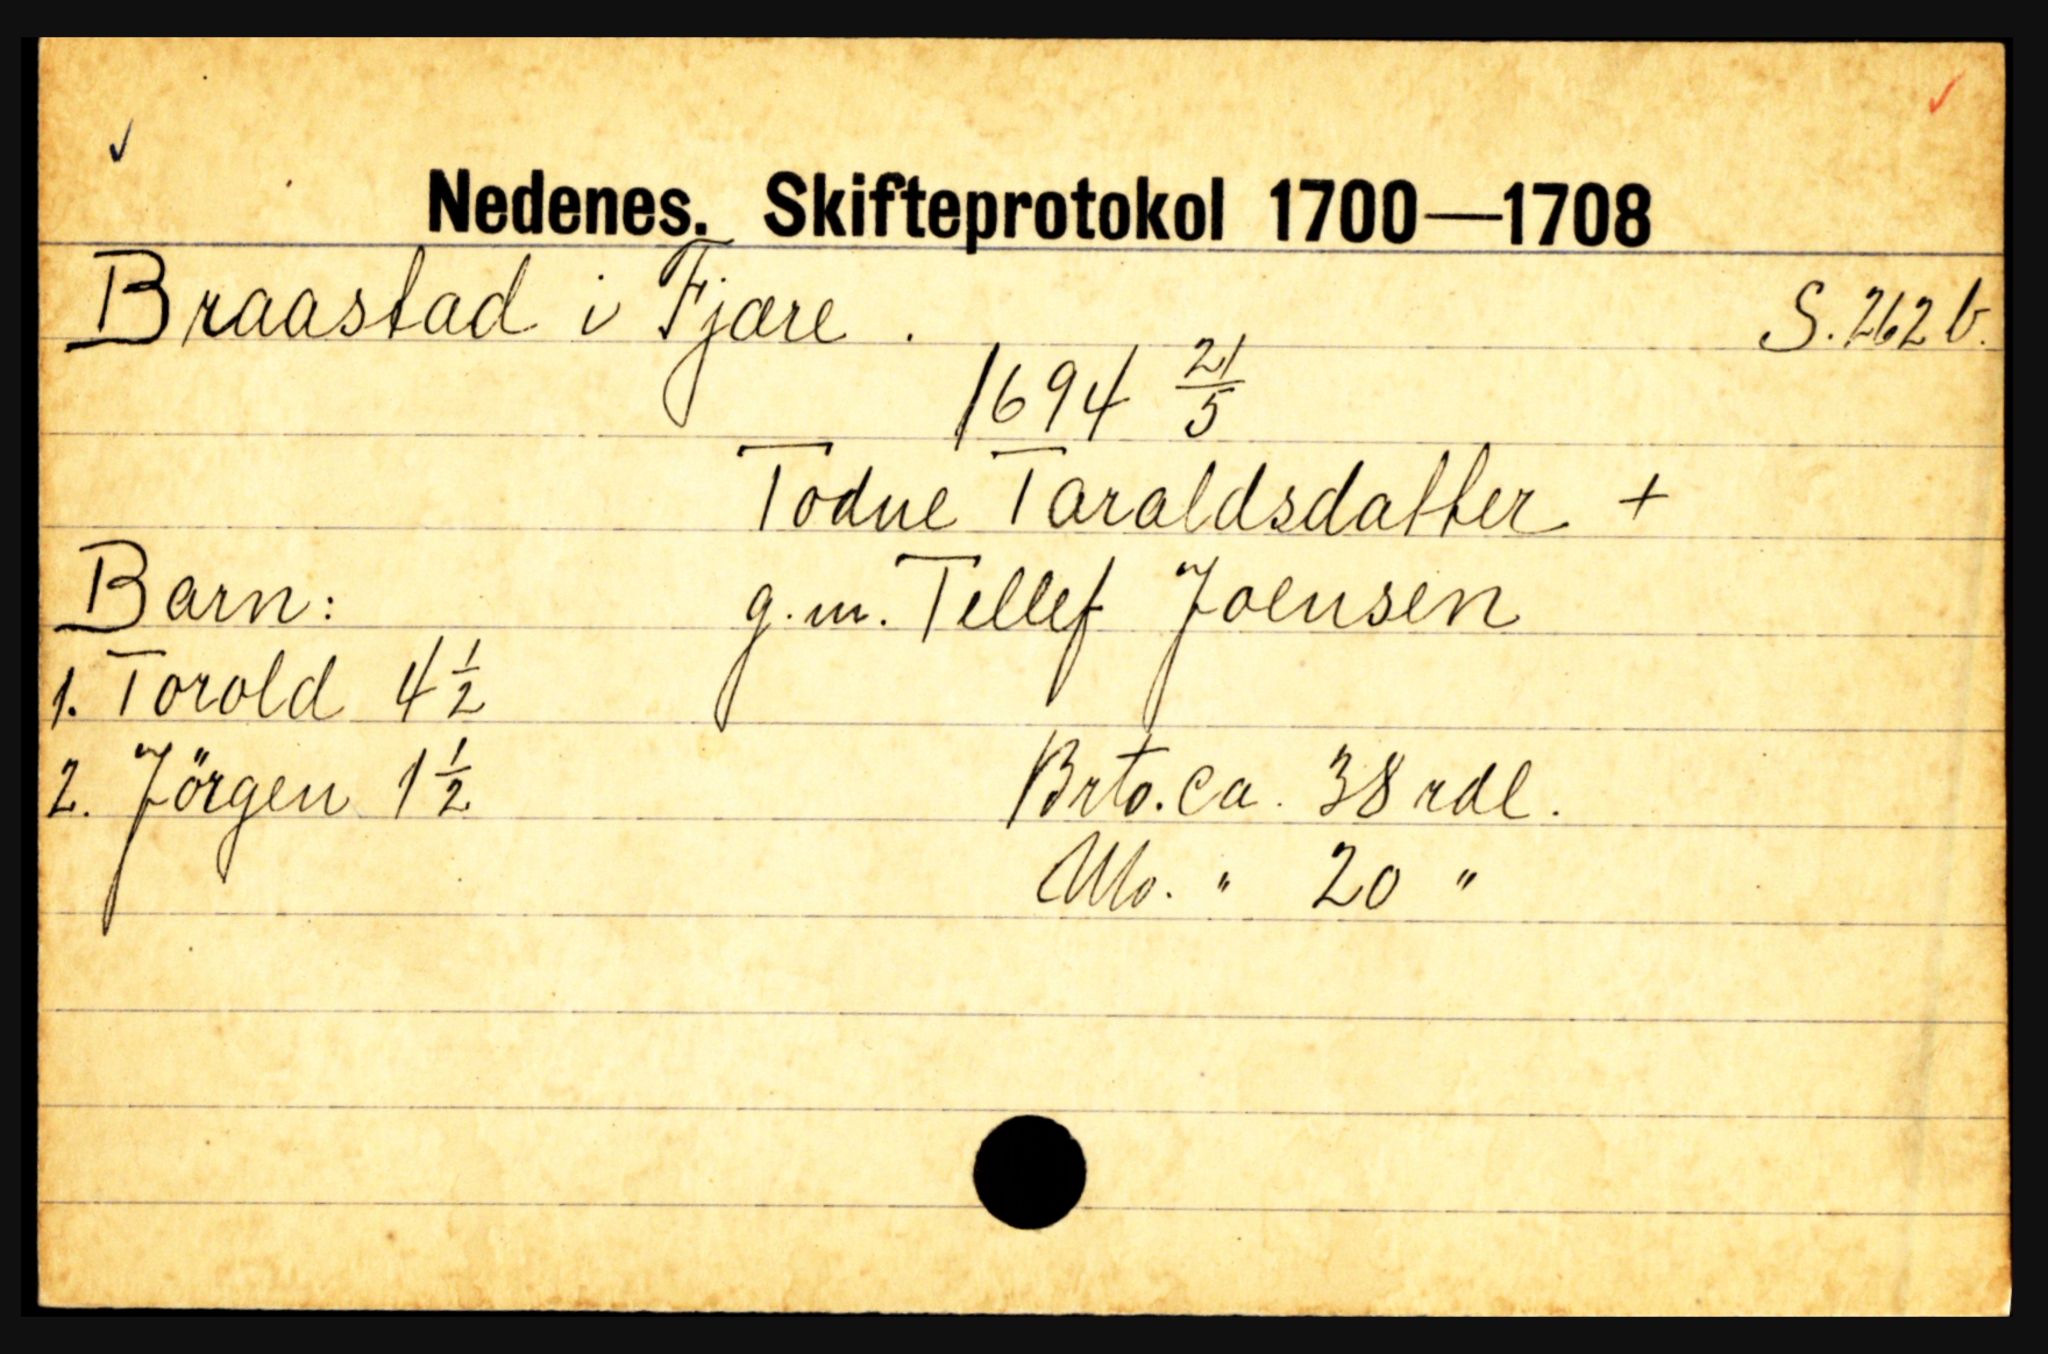 Nedenes. Skifteprotokol 1700—1708
Braastad i Fjære. S. 262 b.
1694 21/5
Todne Taraldsdatter +
Barn: g.m. Tellef Joensen
1. Torold 4 1/2
2. Jörgen 1 1/2 Brto. ca. 38 rdl.
" 20 "